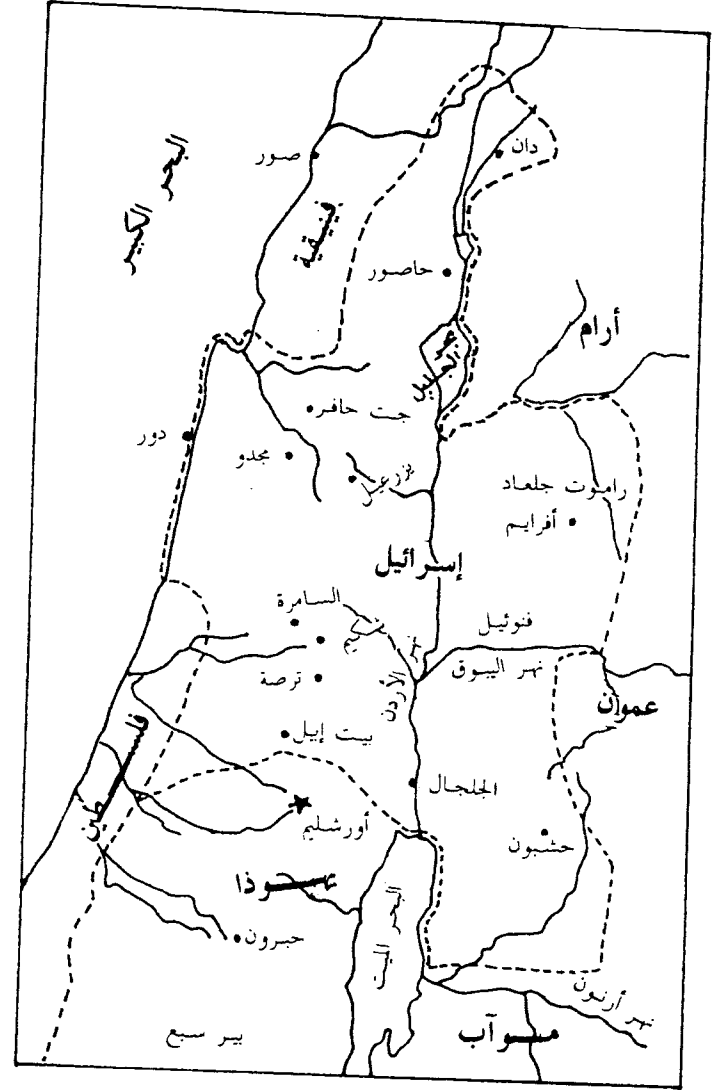 البحر الكبير
صور
دان
فينيقية
حاصور
أرام
بحر الجليل
جت حافر
دور
مجدو
يزرعيل
راموت جلعاد
أفرايم
إسرائيل
السامرة
شكيم
فنوئيل
نهر اليبوق
نهر الأردن
ترصة
عمون
بيت إيل
فلسطين
الجلجال
أورشليم
حشبون
يهوذا
البحر الميت
حبرون
نهر أرنون
بير سبع
موآب